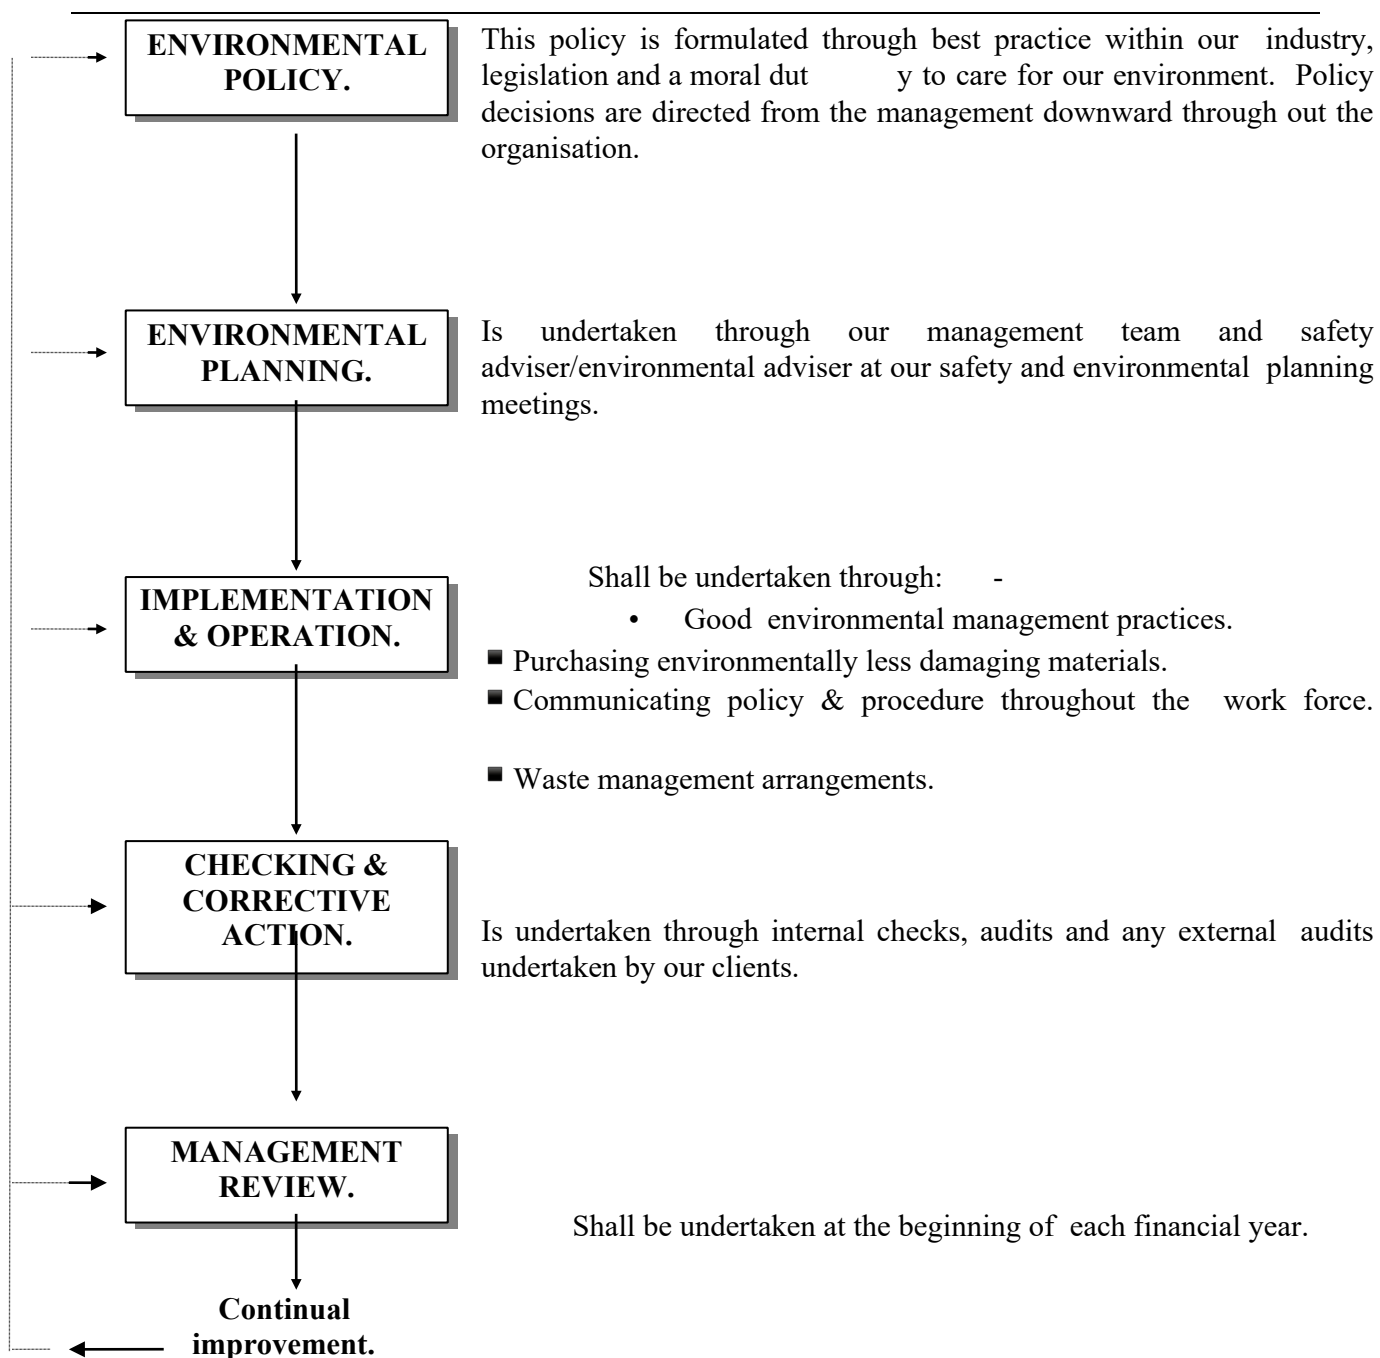 ENVIRONMENTAL
POLICY.
This policy is formulated through best practice within our industry,
legislation and a moral dut y to care for our environment. Policy
decisions are directed from the management downward through out the
organisation.
ENVIRONMENTAL
PLANNING.
Is undertaken through our management team and safety
adviser/environmental adviser at our safety and environmental planning
meetings.
IMPLEMENTATION
& OPERATION.
Shall be undertaken through: -
• Good environmental management practices.
■ Purchasing environmentally less damaging materials.
■ Communicating policy & procedure throughout the work force.
■ Waste management arrangements.
CHECKING &
CORRECTIVE
ACTION.
Is undertaken through internal checks, audits and any external audits
undertaken by our clients.
MANAGEMENT
REVIEW.
Shall be undertaken at the beginning of each financial year.
Continual
improvement.